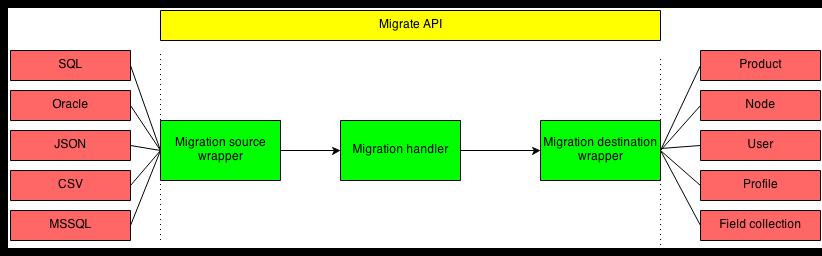 Migrate API
SQL
Oracle
JSON
CSV
MSSQL
Migration source
wrapper
Migration handler
Migration destination
wrapper
Product
Node
User
Profile
Field collection